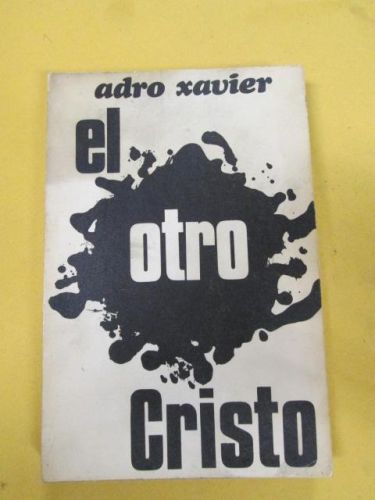 adro xavier
el
otro
Cristo